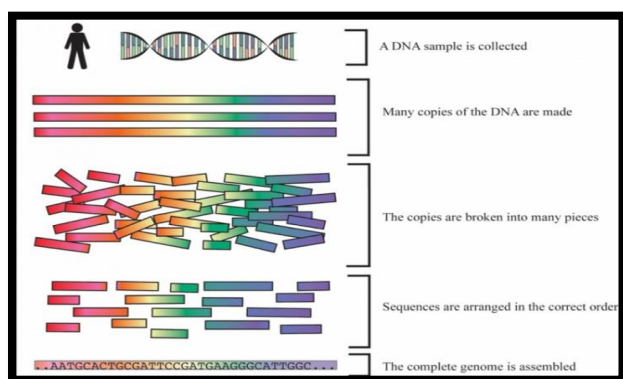 A DNA sample is collected
Many copies of the DNA are made
The copies are broken into many pieces
Sequences are arranged in the correct order
..AATGCACTGCGATTCCGATGAAGGGCATTGGC...
The complete genome is assembled